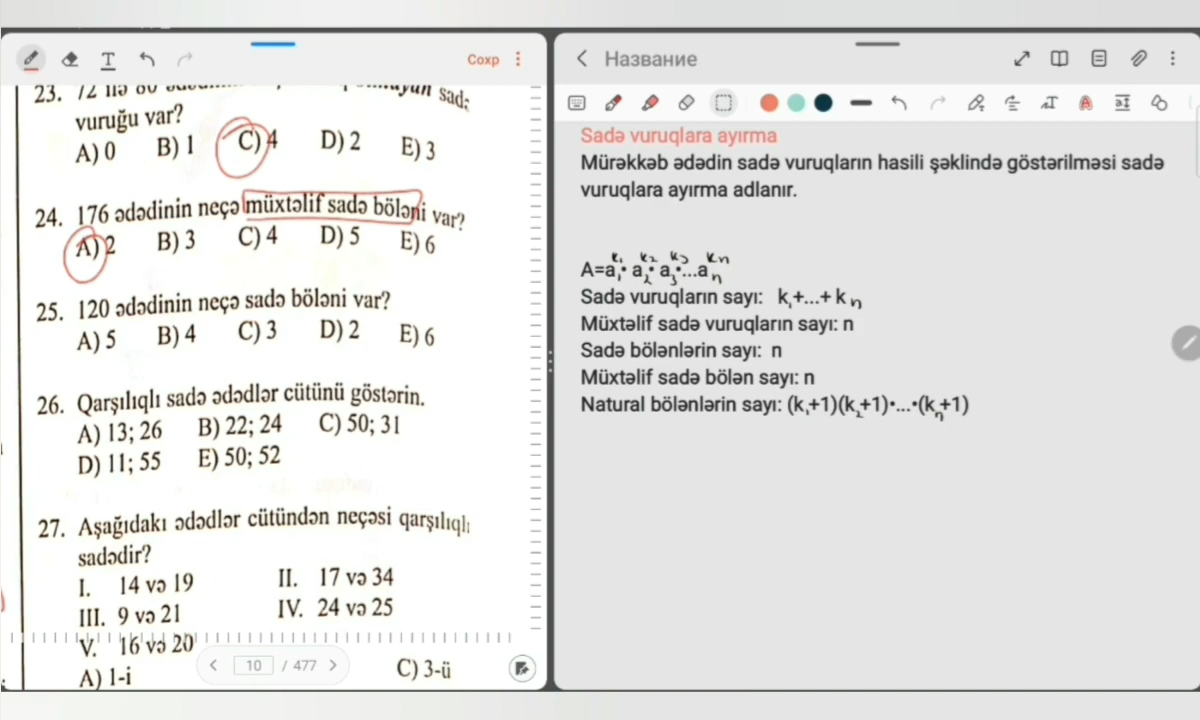 Сохр
23. 72 ilə 80 sadə
vuruğu var?
A) 0 B) 1 C) 4 D) 2 E) 3
24. 176 ədədinin neçə müxtəlif sadə böləni var?
A) 2 B) 3 C) 4 D) 5 E) 6
25. 120 ədədinin neçə sadə böləni var?
A) 5 B) 4 C) 3 D) 2 E) 6
26. Qarşılıqlı sadə ədədlər cütünü göstərin.
A) 13; 26 B) 22; 24 C) 50; 31
D) 11; 55 E) 50; 52
27. Aşağıdakı ədədlər cütündən neçəsi qarşılıqlı
sadədir?
I. 14 və 19 II. 17 və 34
III. 9 və 21 IV. 24 və 25
V. 16 və 20
A) 1-i C) 3-ü
10 / 477
Название
Sadə vuruqlara ayırma
Mürəkkəb ədədin sadə vuruqların hasili şəklində göstərilməsi sadə
vuruqlara ayırma adlanır.
A=a₁^k₁• a₂^k₂• a₃^k₃•...aₙ^kₙ
Sadə vuruqların sayı: k₁+...+kₙ
Müxtəlif sadə vuruqların sayı: n
Sadə bölənlərin sayı: n
Müxtəlif sadə bölən sayı: n
Natural bölənlərin sayı: (k₁+1)(k₂+1)•...•(kₙ+1)